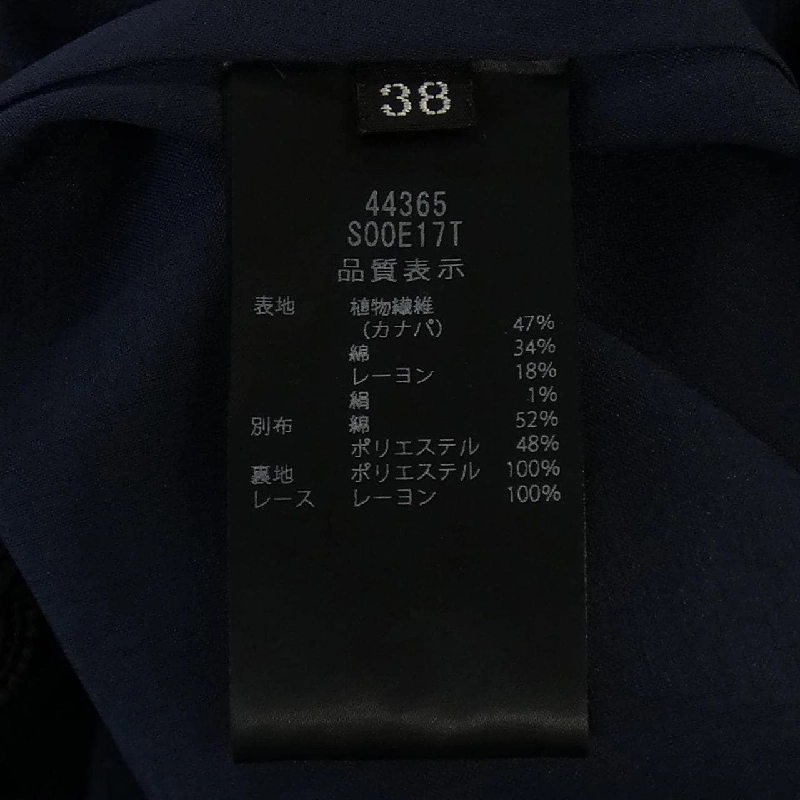 38
44365
S00E17T
品質表示
表地 植物繊維
(カナパ) 47%
綿 34%
レーヨン 18%
絹 1%
別布 綿 52%
ポリエステル 48%
裏地 ポリエステル 100%
レース レーヨン 100%